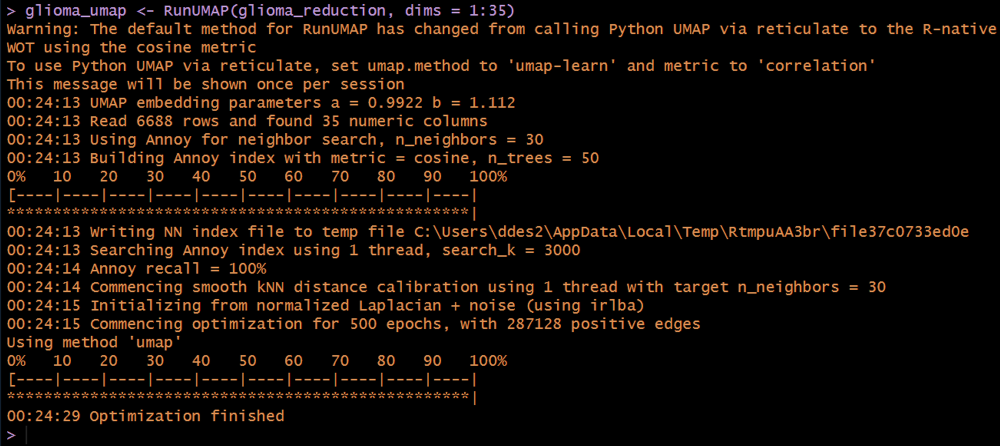 > glioma_umap <- RunUMAP(glioma_reduction, dims = 1:35)
Warning: The default method for RunUMAP has changed from calling Python UMAP via reticulate to the R-native
WOT using the cosine metric
To use Python UMAP via reticulate, set umap.method to 'umap-learn' and metric to 'correlation'
This message will be shown once per session
00:24:13 UMAP embedding parameters a = 0.9922 b = 1.112
00:24:13 Read 6688 rows and found 35 numeric columns
00:24:13 Using Annoy for neighbor search, n_neighbors = 30
00:24:13 Building Annoy index with metric = cosine, n_trees = 50
0%   10   20   30   40   50   60   70   80   90   100%
[----|----|----|----|----|----|----|----|----|----|
**************************************************|
00:24:13 Writing NN index file to temp file C:\Users\ddes2\AppData\Local\Temp\RtmpuAA3br\file37c0733ed0e
00:24:13 Searching Annoy index using 1 thread, search_k = 3000
00:24:14 Annoy recall = 100%
00:24:14 Commencing smooth kNN distance calibration using 1 thread with target n_neighbors = 30
00:24:15 Initializing from normalized Laplacian + noise (using irlba)
00:24:15 Commencing optimization for 500 epochs, with 287128 positive edges
Using method 'umap'
0%   10   20   30   40   50   60   70   80   90   100%
[----|----|----|----|----|----|----|----|----|----|
**************************************************|
00:24:29 Optimization finished
>